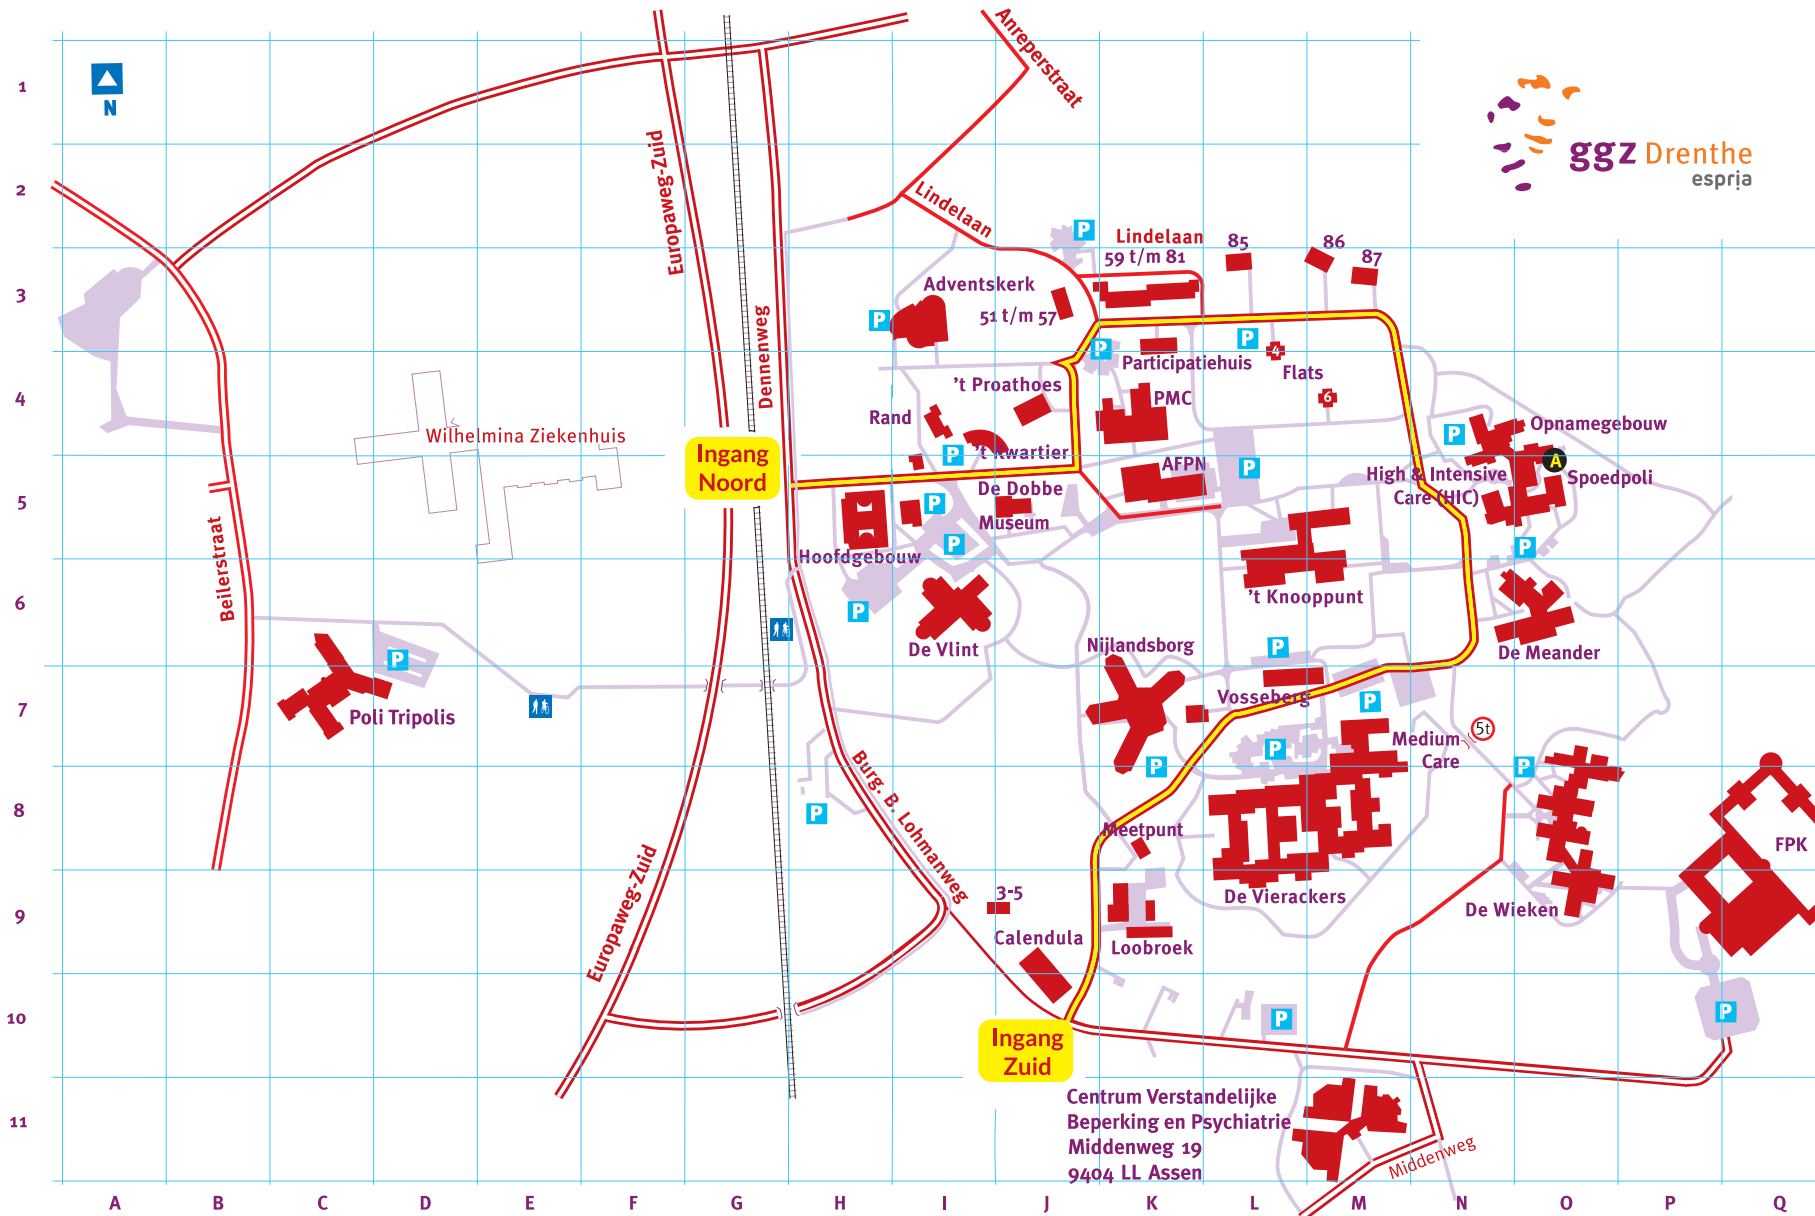 Anreperstraat
1
N
ggz Drenthe
espria
Europaweg-Zuid
2
Lindelaan
P
Lindelaan
59 t/m 81
85
86
87
3
Adventskerk
51 t/m 57
P
Dennenweg
P
P
Participatiehuis
4
Flats
't Proathoes
4
PMC
6
Rand
Wilhelmina Ziekenhuis
Opnamegebouw
P
't Kwartier
P
Ingang
Noord
AFPN
P
A
High & Intensive
Care (HIC)
Spoedpoli
De Dobbe
5
P
Museum
P
P
Hoofdgebouw
Beilerstraat
't Knooppunt
6
P
De Vlint
Nijlandsborg
P
De Meander
P
Vosseberg
7
P
Poli Tripolis
5t
Medium
Care
P
P
P
Burg. B. Lohmanweg
8
P
Meetpunt
FPK
Europaweg-Zuid
3-5
De Vierackers
De Wieken
9
Calendula
Loobroek
10
P
P
Ingang
Zuid
Centrum Verstandelijke
Beperking en Psychiatrie
Middenweg 19
9404 LL Assen
11
Middenweg
A B C D E F G H I J K L M N O P Q